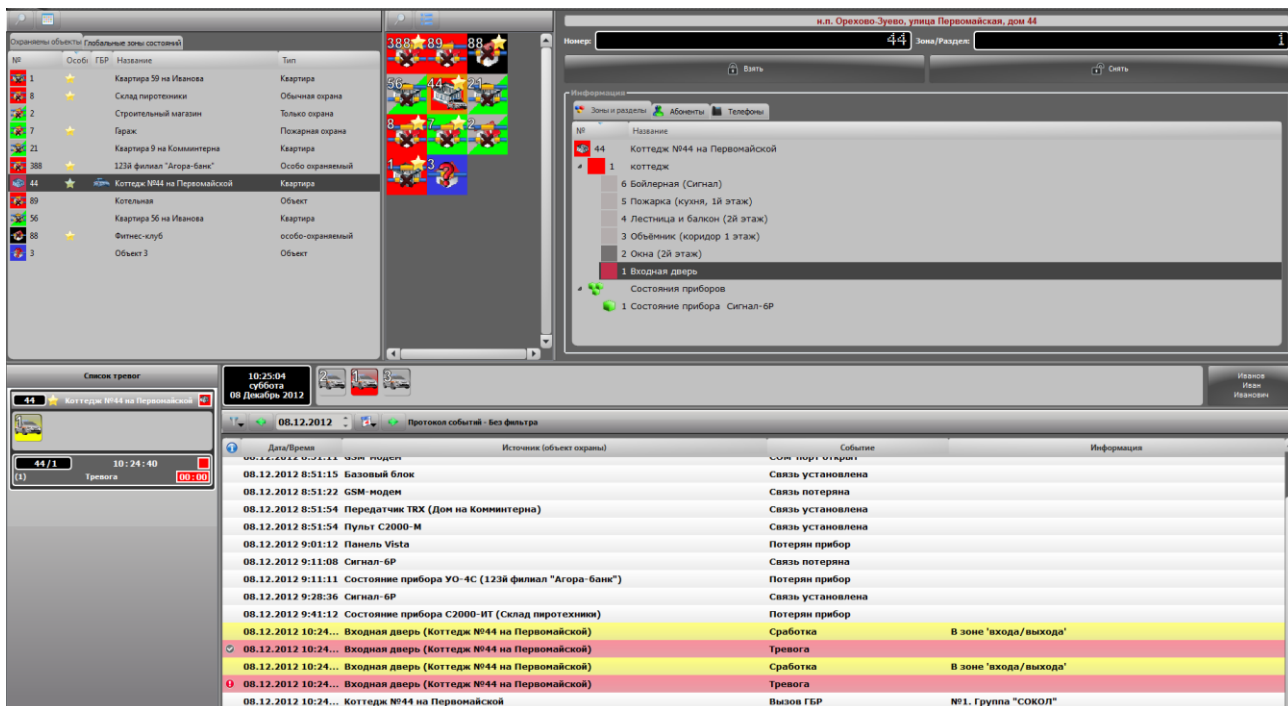 н.п. Орехово-Зуево, улица Первомайская, дом 44
Охраняемы объекты Глобальные зоны состояний
№ Особ ГБР Название Тип
1 Квартира 59 на Иванова Квартира
8 Склад пиротехники Обычная охрана
2 Строительный магазин Только охрана
7 Гараж Пожарная охрана
21 Квартира 9 на Комминтерна Квартира
388 123й филиал "Агора-банк" Особо охраняемый
44 Коттедж №44 на Первомайской Квартира
89 Котельная Объект
56 Квартира 56 на Иванова Квартира
88 Фитнес-клуб особо-охраняемый
3 Объект 3 Объект
388 89 88
56 44 21
8 7 2
1 3
Номер: 44 Зона/Раздел: 1
Взять Снять
Информация
Зоны и разделы Абоненты Телефоны
№ Название
44 Коттедж №44 на Первомайской
1 коттедж
6 Бойлерная (Сигнал)
5 Пожарка (кухня, 1й этаж)
4 Лестница и балкон (2й этаж)
3 Объёмник (коридор 1 этаж)
2 Окна (2й этаж)
1 Входная дверь
Состояния приборов
1 Состояние прибора Сигнал-6Р
Список тревог
44 Коттедж №44 на Первомайской
1
44/1 10:24:40
(1) Тревога 00:00
10:25:04
суббота
08 Декабрь 2012
2 1 3
Иванов
Иван
Иванович
08.12.2012 Протокол событий - Без фильтра
Дата/Время Источник (объект охраны) Событие Информация
08.12.2012 8:51:11 GSM-модем COM порт открыт
08.12.2012 8:51:15 Базовый блок Связь установлена
08.12.2012 8:51:22 GSM-модем Связь потеряна
08.12.2012 8:51:54 Передатчик TRX (Дом на Комминтерна) Связь установлена
08.12.2012 8:51:54 Пульт С2000-М Связь установлена
08.12.2012 9:01:12 Панель Vista Потерян прибор
08.12.2012 9:11:08 Сигнал-6Р Связь потеряна
08.12.2012 9:11:11 Состояние прибора УО-4С (123й филиал "Агора-банк") Потерян прибор
08.12.2012 9:28:36 Сигнал-6Р Связь установлена
08.12.2012 9:41:12 Состояние прибора С2000-ИТ (Склад пиротехники) Потерян прибор
08.12.2012 10:24... Входная дверь (Коттедж №44 на Первомайской) Сработка В зоне 'входа/выхода'
08.12.2012 10:24... Входная дверь (Коттедж №44 на Первомайской) Тревога
08.12.2012 10:24... Входная дверь (Коттедж №44 на Первомайской) Сработка В зоне 'входа/выхода'
08.12.2012 10:24... Входная дверь (Коттедж №44 на Первомайской) Тревога
08.12.2012 10:24... Коттедж №44 на Первомайской Вызов ГБР №1. Группа "СОКОЛ"